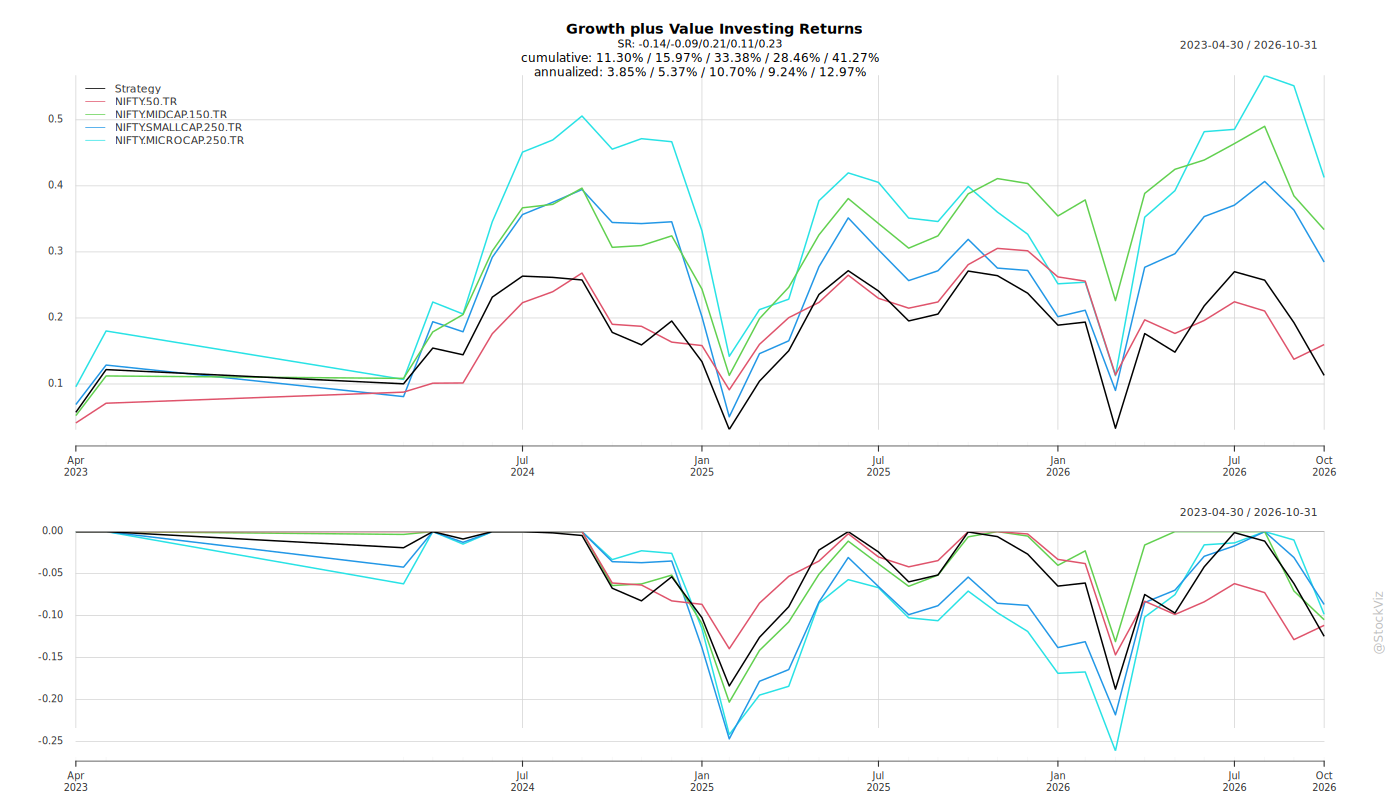 Growth plus Value Investing Returns
SR: -0.14/-0.09/0.21/0.11/0.23
2023-04-30 / 2026-10-31
cumulative: 11.30% / 15.97% / 33.38% / 28.46% / 41.27%
annualized: 3.85% / 5.37% / 10.70% / 9.24% / 12.97%
Strategy
NIFTY.50.TR
NIFTY.MIDCAP.150.TR
NIFTY.SMALLCAP.250.TR
NIFTY.MICROCAP.250.TR
0.5
0.4
0.3
0.2
0.1
Apr Jul Jan Jul Jan Jul Oct
2023 2024 2025 2025 2026 2026 2026
2023-04-30 / 2026-10-31
0.00
-0.05
-0.10
-0.15
-0.20
-0.25
Apr Jul Jan Jul Jan Jul Oct
2023 2024 2025 2025 2026 2026 2026
@StockViz